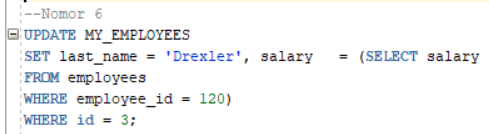 --Nomor 6
UPDATE MY_EMPLOYEES
SET last_name = 'Drexler', salary   = (SELECT salary
FROM employees
WHERE employee_id = 120)
WHERE id = 3;